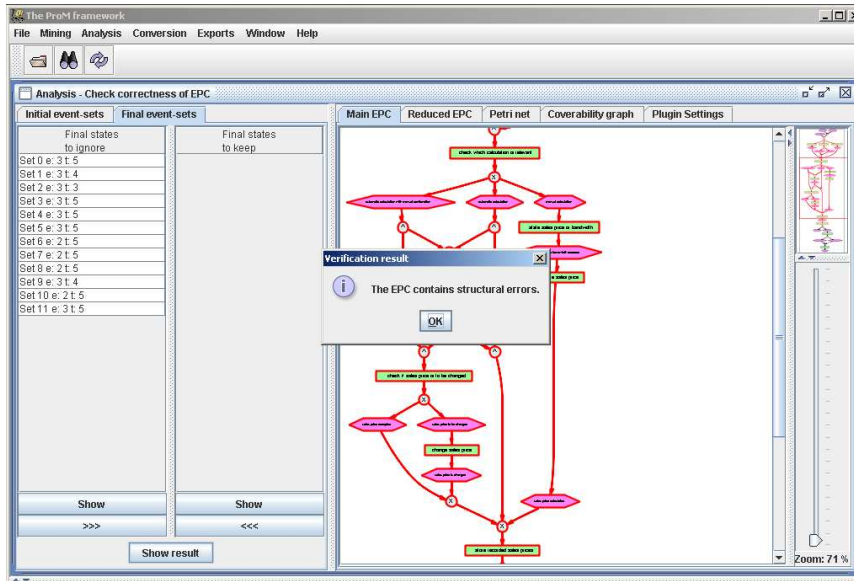 The ProM framework
File Mining Analysis Conversion Exports Window Help
Analysis - Check correctness of EPC
Initial event-sets Final event-sets
Main EPC Reduced EPC Petri net Coverability graph Plugin Settings
Final states
to ignore
Final states
to keep
Set 0 e: 3 t: 5
Set 1 e: 3 t: 4
Set 2 e: 3 t: 3
Set 3 e: 3 t: 5
Set 4 e: 3 t: 5
Set 5 e: 3 t: 5
Set 6 e: 2 t: 5
Set 7 e: 2 t: 5
Set 8 e: 2 t: 5
Set 9 e: 3 t: 4
Set 10 e: 2 t: 5
Set 11 e: 3 t: 5
check which calculation is relevant
Verification result
The EPC contains structural errors.
OK
check if sales price is to be changed
change sales price
store recorded sales prices
Show
>>>
Show
<<<
Show result
Zoom: 71 %